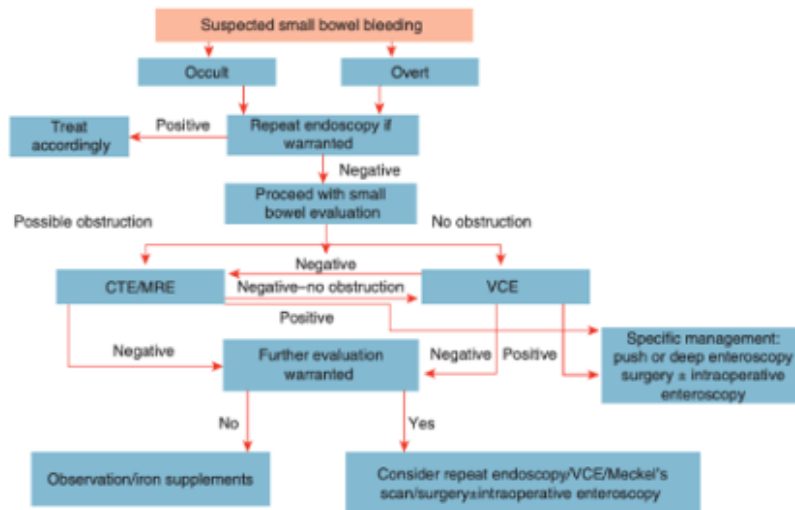 Suspected small bowel bleeding
Occult
Overt
Positive
Treat
accordingly
Repeat endoscopy if
warranted
Negative
Proceed with small
bowel evaluation
Possible obstruction
No obstruction
Negative
CTE/MRE
Negative–no obstruction
VCE
Positive
Specific management:
push or deep enteroscopy
surgery ± intraoperative
enteroscopy
Negative
Further evaluation
warranted
Negative
Positive
No
Yes
Observation/iron supplements
Consider repeat endoscopy/VCE/Meckel's
scan/surgery±intraoperative enteroscopy